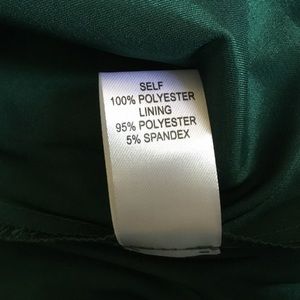 SELF
100% POLYESTER
LINING
95% POLYESTER
5% SPANDEX